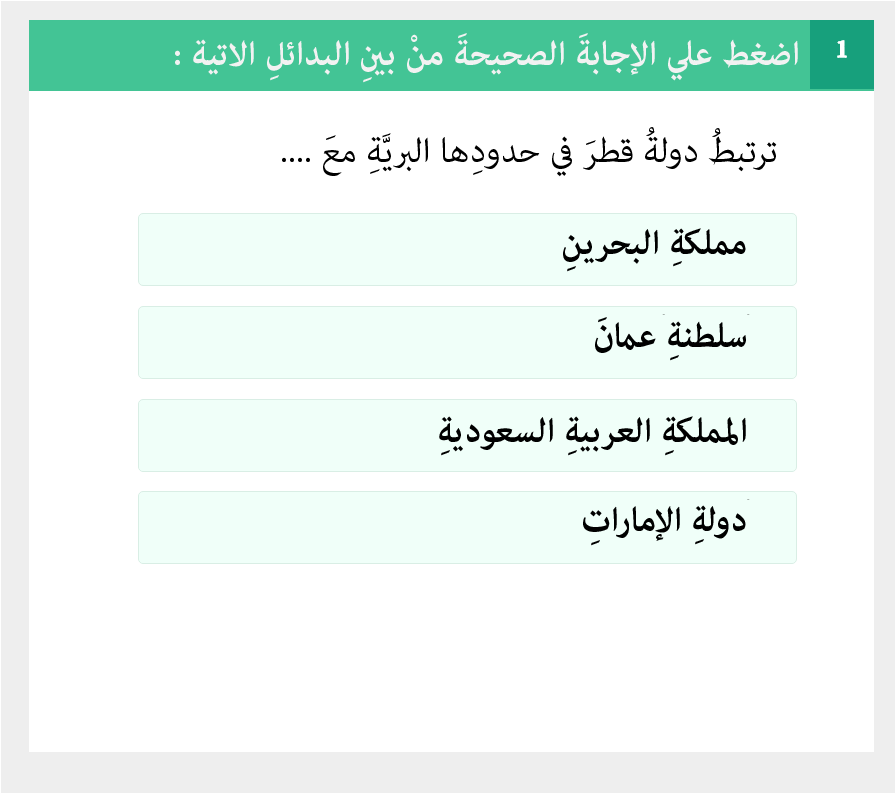 1
اضغط علي الإجابةَ الصحيحةَ منْ بينِ البدائلِ الاتية :
ترتبطُ دولةُ قطرَ في حدودِها البريَّةِ معَ ....
مملكةِ البحرينِ
سلطنةِ عمانَ
المملكةِ العربيةِ السعوديةِ
دولةِ الإماراتِ